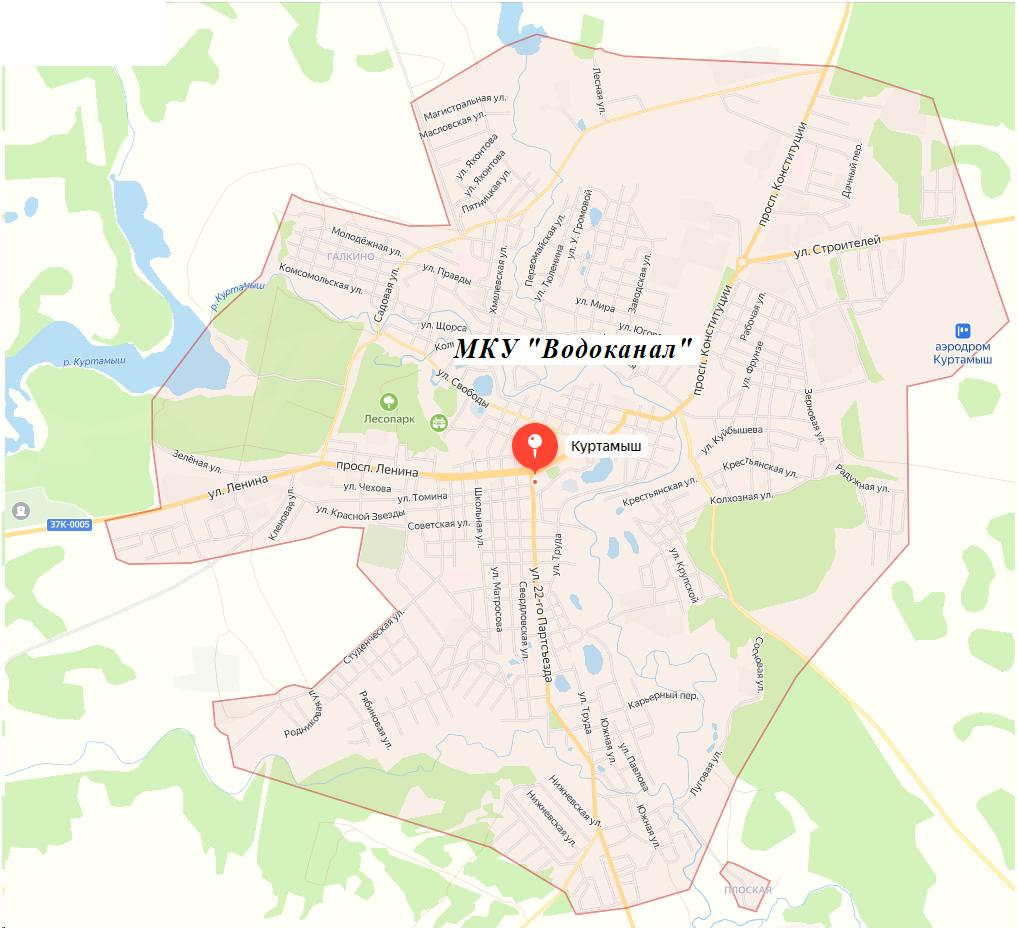 Лесная ул.
Магистральная ул.
Масловская ул.
ул. Яхонтова
ул. Яхонтова
Пятницкая ул.
просп. Конституции
Дачный пер.
ул. Строителей
Молодёжная ул.
ГАЛКИНО
Комсомольская ул.
Садовая ул.
ул. Правды
Хмелевская ул.
Первомайская ул.
ул. Тюленина
ул. У. Громовой
Заводская ул.
ул. Мира
р. Куртамыш
ул. Щорса
МКУ "Водоканал"
просп. Конституции
Рабочая ул.
ул. Фрунзе
аэродром
Куртамыш
р. Куртамыш
ул. Свободы
Лесопарк
Зерновая ул.
Куртамыш
ул. Куйбышева
Зелёная ул.
просп. Ленина
ул. Ленина
ул. Чехова
ул. Томина
Крестьянская ул.
Крестьянская ул.
Радужная ул.
Колхозная ул.
37К-0005
Кленовая ул.
ул. Красной Звезды
Советская ул.
Школьная ул.
ул. Труда
ул. Матросова
Свердловская ул.
ул. 22-го Партсъезда
ул. Крупской
Студенческая ул.
Сосновая ул.
Родниковая ул.
Рябиновая ул.
Карьерный пер.
ул. Труда
Южная ул.
ул. Павлова
Луговая ул.
Нижневская ул.
Нижневская ул.
Южная ул.
ПЛОСКАЯ